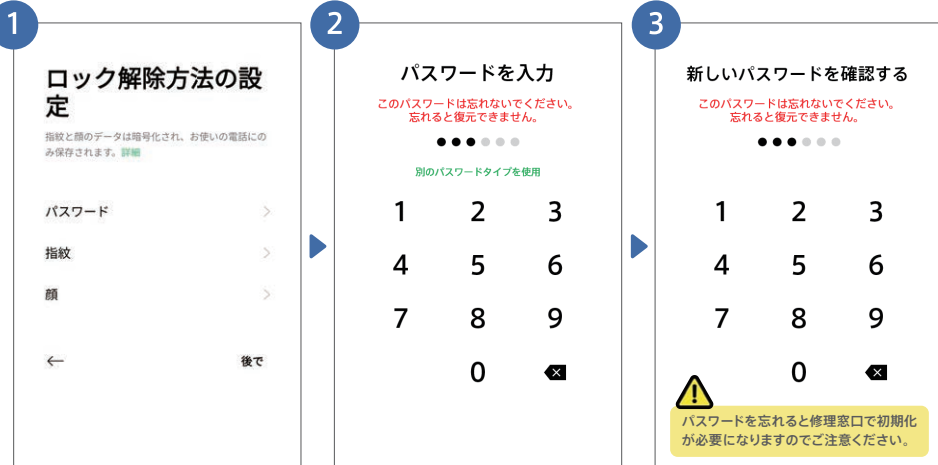 1
ロック解除方法の設
定
指紋と顔のデータは暗号化され、お使いの電話にの
み保存されます。詳細
パスワード
指紋
顔
後で
2
パスワードを入力
このパスワードは忘れないでください。
忘れると復元できません。
別のパスワードタイプを使用
1 2 3
4 5 6
7 8 9
0
3
新しいパスワードを確認する
このパスワードは忘れないでください。
忘れると復元できません。
1 2 3
4 5 6
7 8 9
0
パスワードを忘れると修理窓口で初期化
が必要になりますのでご注意ください。